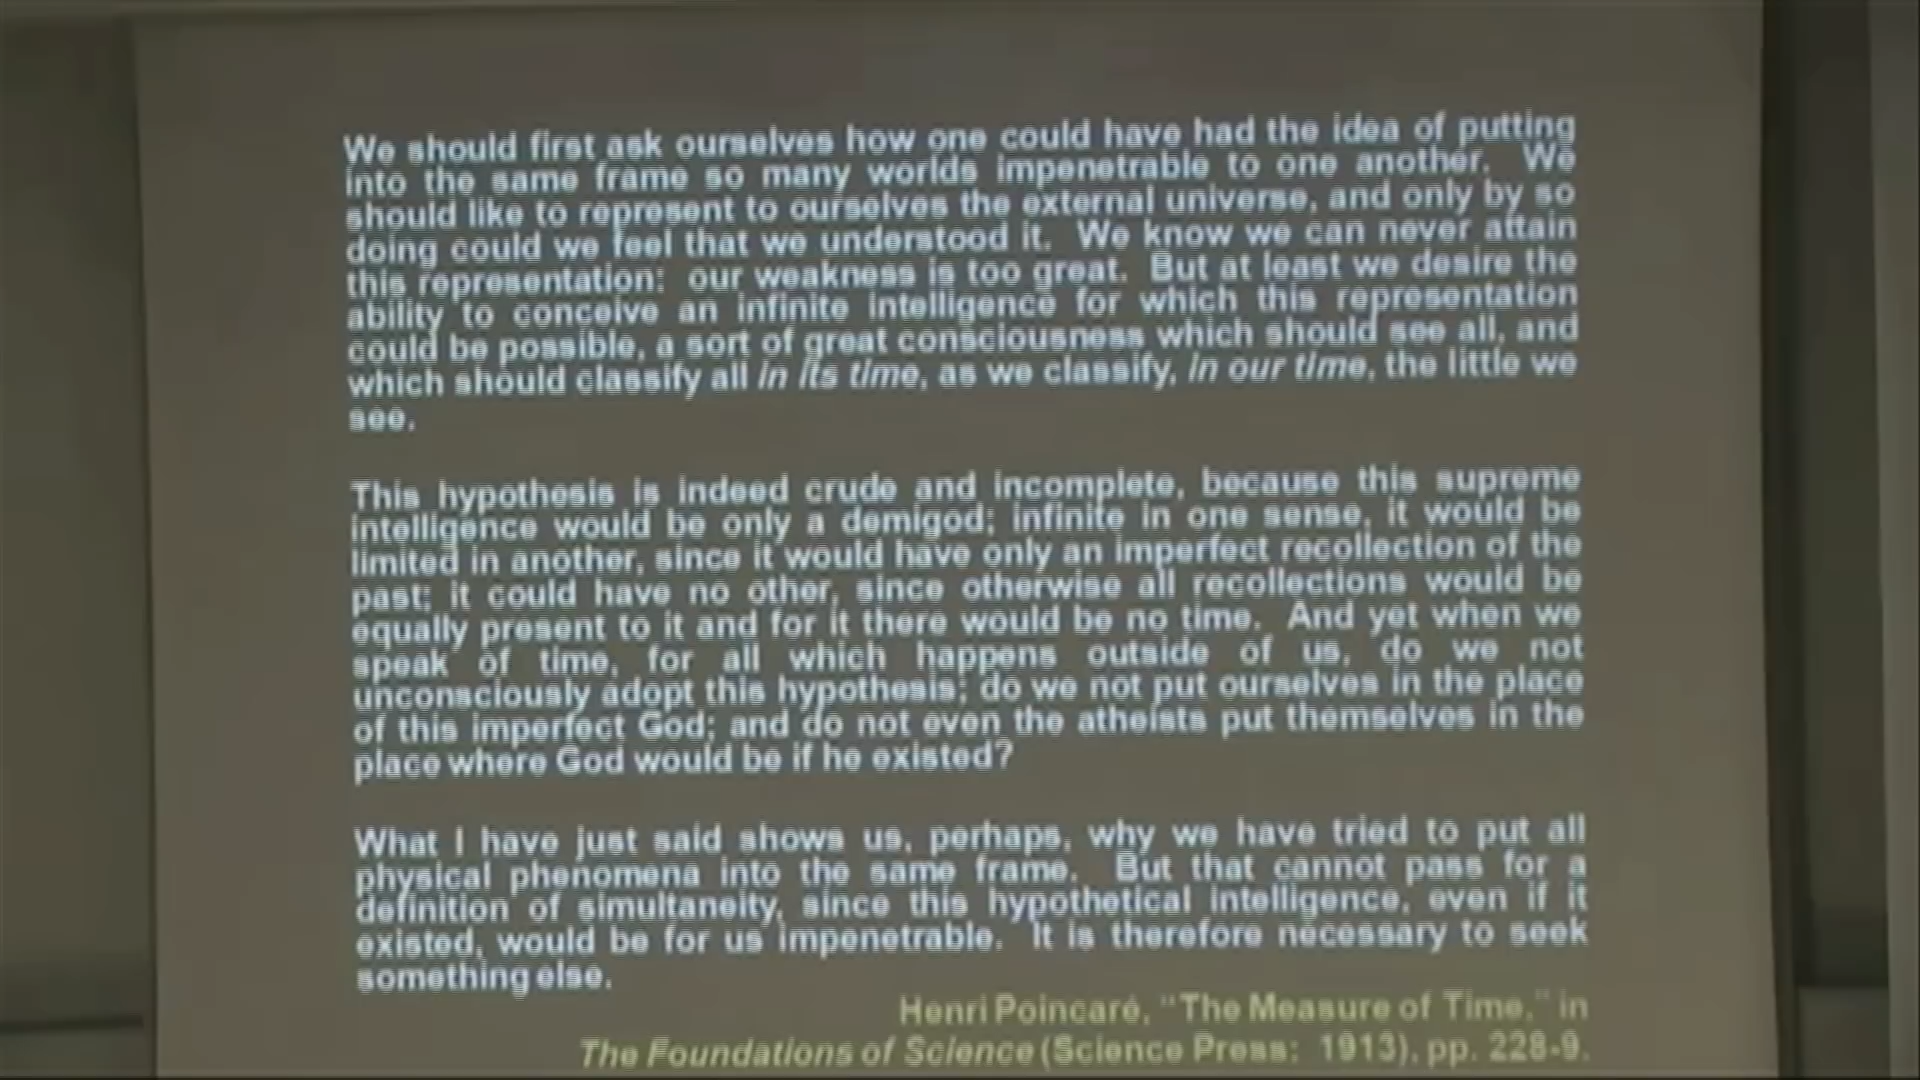 We should first ask ourselves how one could have had the idea of putting
into the same frame so many worlds impenetrable to one another. We
should like to represent to ourselves the external universe, and only by so
doing could we feel that we understood it. We know we can never attain
this representation: our weakness is too great. But at least we desire the
ability to conceive an infinite intelligence for which this representation
could be possible, a sort of great consciousness which should see all, and
which should classify all in its time, as we classify, in our time, the little we
see.
This hypothesis is indeed crude and incomplete, because this supreme
intelligence would be only a demigod; infinite in one sense, it would be
limited in another, since it would have only an imperfect recollection of the
past; it could have no other, since otherwise all recollections would be
equally present to it and for it there would be no time. And yet when we
speak of time, for all which happens outside of us, do we not
unconsciously adopt this hypothesis; do we not put ourselves in the place
of this imperfect God; and do not even the atheists put themselves in the
place where God would be if he existed?
What I have just said shows us, perhaps, why we have tried to put all
physical phenomena into the same frame. But that cannot pass for a
definition of simultaneity, since this hypothetical intelligence, even if it
existed, would be for us impenetrable. It is therefore necessary to seek
something else.
Henri Poincaré, "The Measure of Time," in
The Foundations of Science (Science Press: 1913), pp. 228-9.